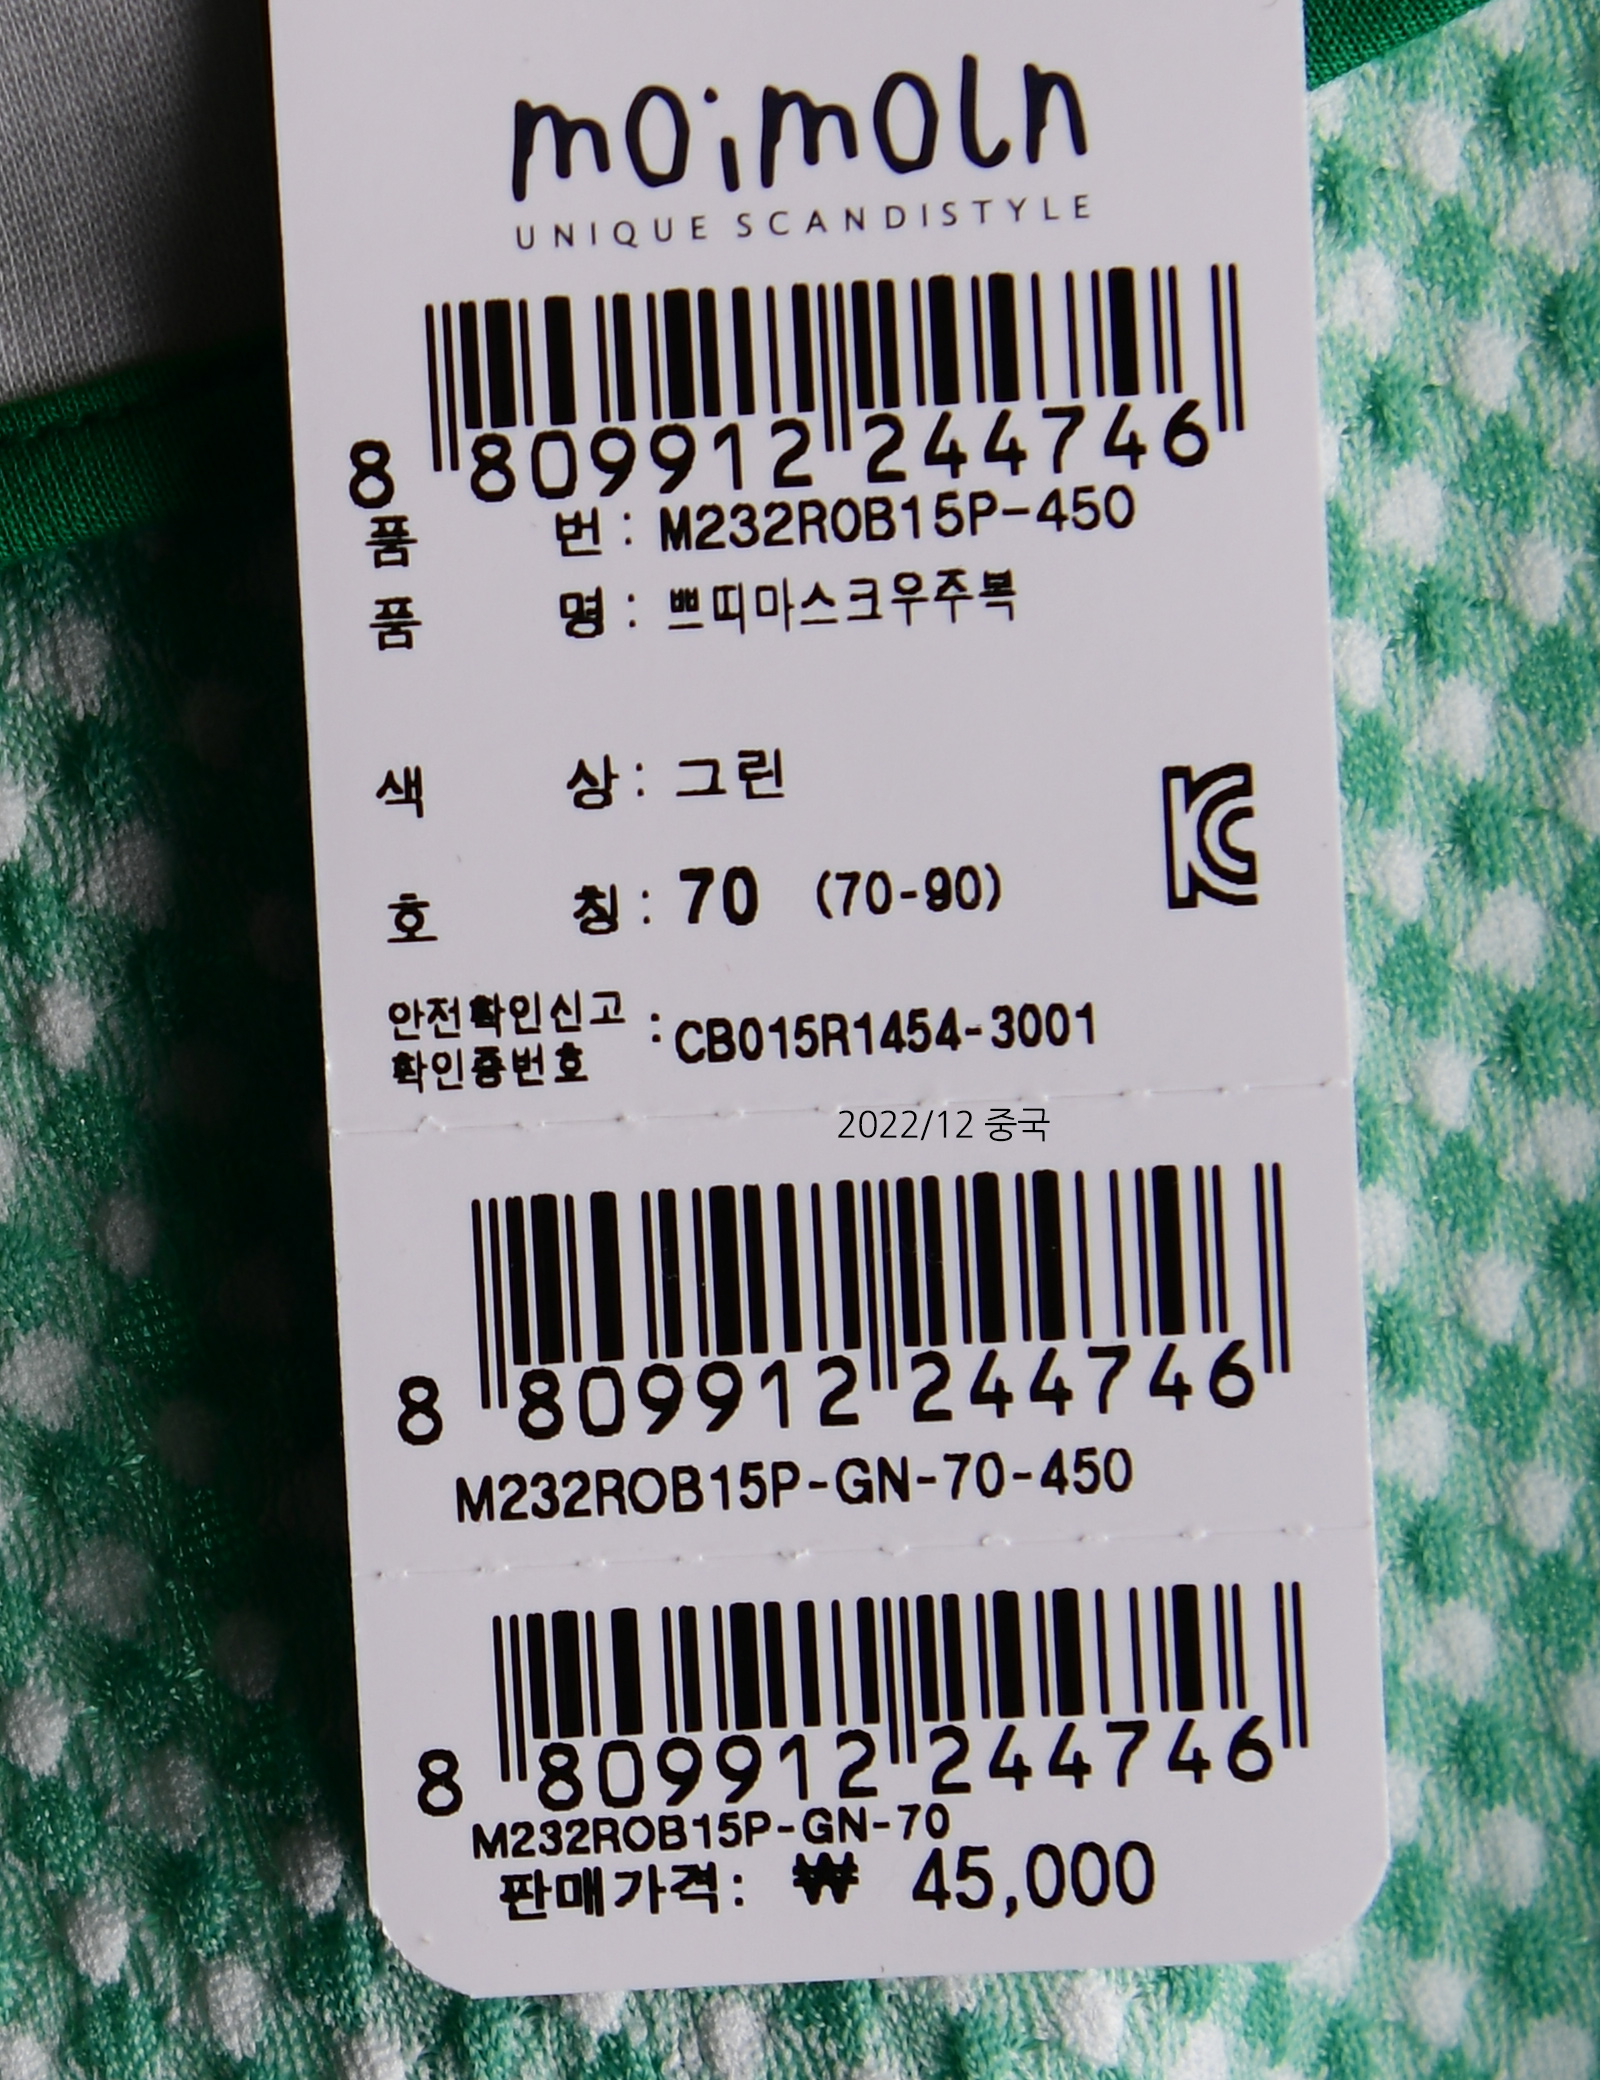 moimoln
UNIQUE SCANDISTYLE
8 809912 244746
품 번 : M232ROB15P-450
품 명 : 쁘띠마스크우주복
색 상 : 그린
호 칭 : 70 (70-90)
안전확인신고
확인증번호 : CB015R1454-3001
2022/12 중국
8 809912 244746
M232ROB15P-GN-70-450
8 809912 244746
M232ROB15P-GN-70
판매가격: ₩ 45,000